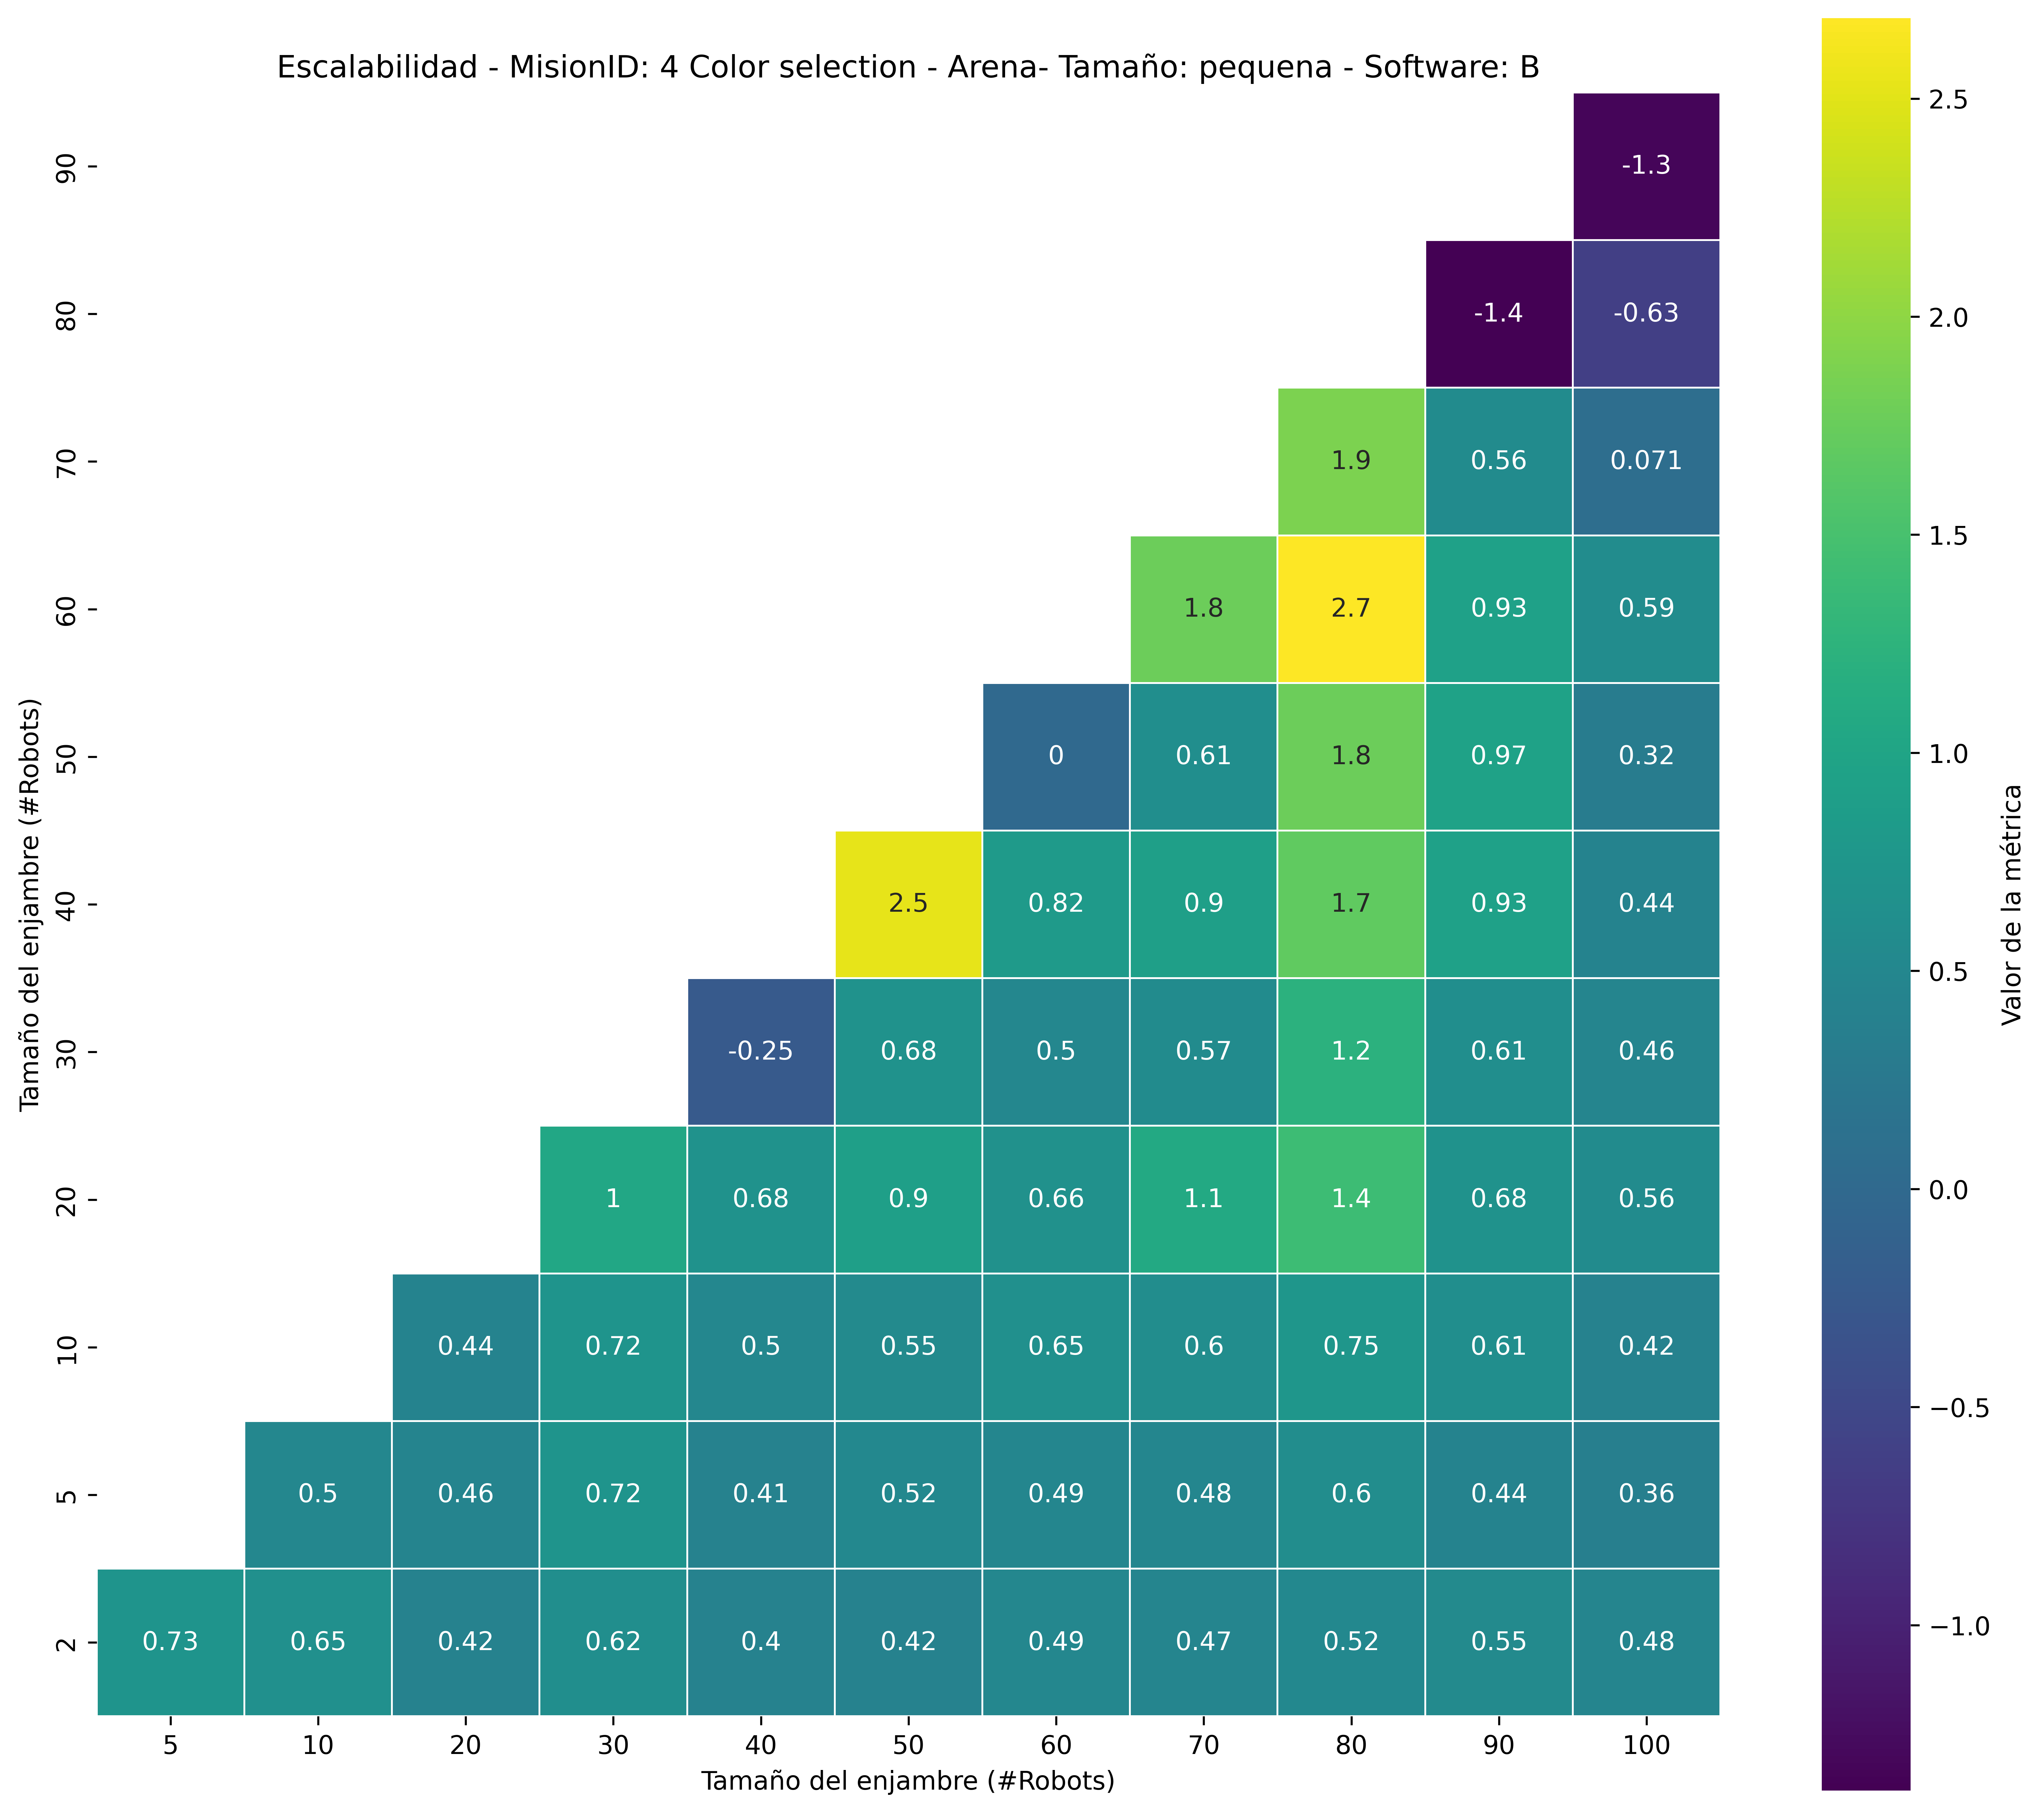 Escalabilidad - MisionID: 4 Color selection - Arena- Tamaño: pequena - Software: B
90 -1.3
80 -1.4 -0.63
70 1.9 0.56 0.071
60 1.8 2.7 0.93 0.59
50 0 0.61 1.8 0.97 0.32
40 2.5 0.82 0.9 1.7 0.93 0.44
30 -0.25 0.68 0.5 0.57 1.2 0.61 0.46
20 1 0.68 0.9 0.66 1.1 1.4 0.68 0.56
10 0.44 0.72 0.5 0.55 0.65 0.6 0.75 0.61 0.42
5 0.5 0.46 0.72 0.41 0.52 0.49 0.48 0.6 0.44 0.36
2 0.73 0.65 0.42 0.62 0.4 0.42 0.49 0.47 0.52 0.55 0.48
5 10 20 30 40 50 60 70 80 90 100
Tamaño del enjambre (#Robots)
Tamaño del enjambre (#Robots)
2.5
2.0
1.5
1.0
0.5
0.0
−0.5
−1.0
Valor de la métrica